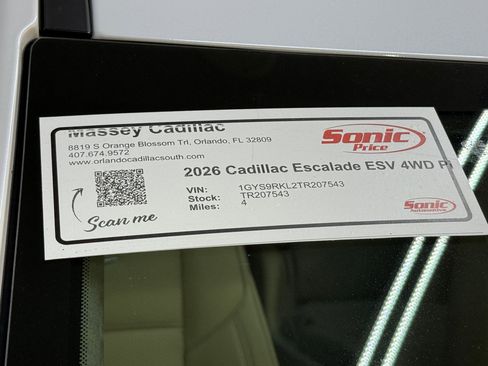 Massey Cadillac
8819 S Orange Blossom Trl, Orlando, FL 32809
407.674.9572
www.orlandocadillacsouth.com
Sonic
Price
2026 Cadillac Escalade ESV 4WD
VIN: 1GYS9RKL2TR207543
Stock: TR207543
Miles: 4
Scan me
Sonic
Automotive